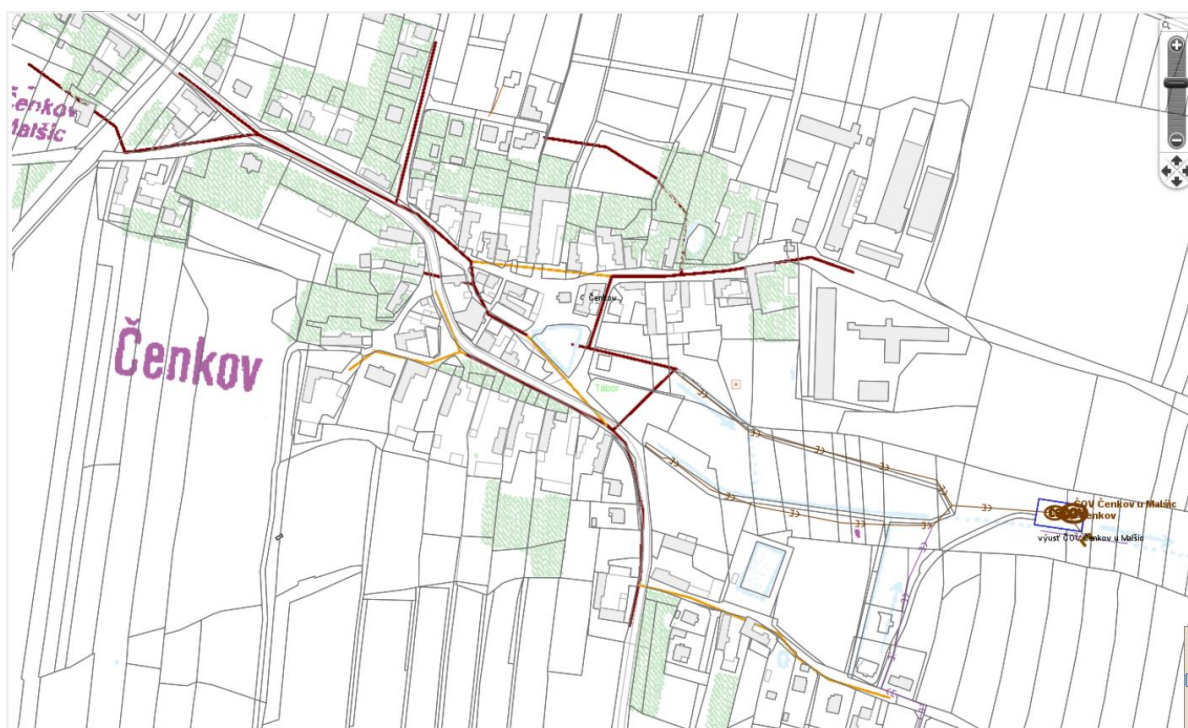 Čenkov
Malšic
Čenkov
Čenkov
Tábor
ČOV Čenkov u Malšic
Čenkov
výusť ČOV Čenkov u Malšic